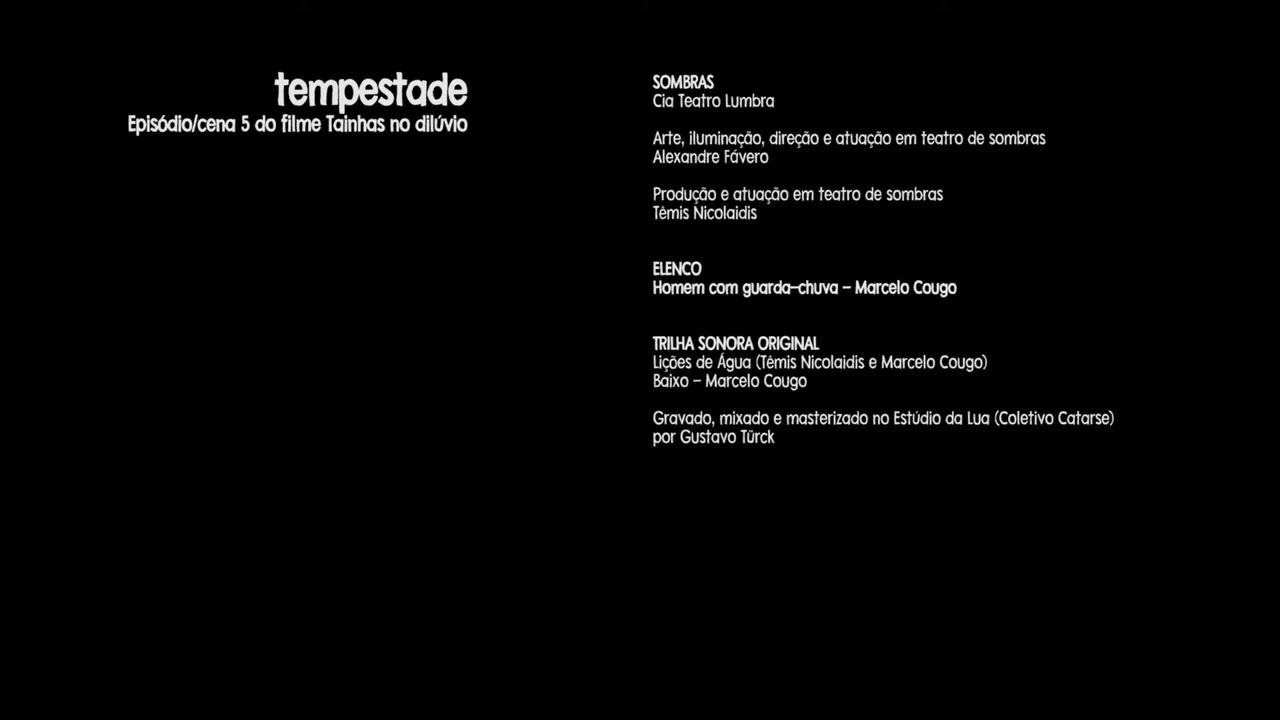 tempestade
Episódio/cena 5 do filme Tainhas no dilúvio
SOMBRAS
Cia Teatro Lumbra
Arte, iluminação, direção e atuação em teatro de sombras
Alexandre Fávero
Produção e atuação em teatro de sombras
Têmis Nicolaidis
ELENCO
Homem com guarda-chuva – Marcelo Cougo
TRILHA SONORA ORIGINAL
Lições de Água (Têmis Nicolaidis e Marcelo Cougo)
Baixo – Marcelo Cougo
Gravado, mixado e masterizado no Estúdio da Lua (Coletivo Catarse)
por Gustavo Türck